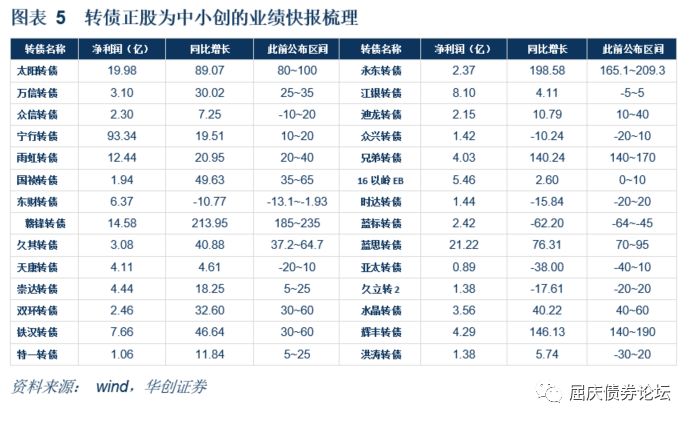 图表 5 转债正股为中小创的业绩快报梳理
转债名称 净利润（亿） 同比增长 此前公布区间 转债名称 净利润（亿） 同比增长 此前公布区间
太阳转债 19.98 89.07 80~100 永东转债 2.37 198.58 165.1~209.3
万信转债 3.10 30.02 25~35 江银转债 8.10 4.11 -5~5
众信转债 2.30 7.25 -10~20 迪龙转债 2.15 10.79 10~40
宁行转债 93.34 19.51 10~20 众兴转债 1.42 -10.24 -20~10
雨虹转债 12.44 20.95 20~40 兄弟转债 4.03 140.24 140~170
国祯转债 1.94 49.63 35~65 16以岭EB 5.46 2.60 0~10
东财转债 6.37 -10.77 -13.1~-1.93 时达转债 1.44 -15.84 -20~20
赣锋转债 14.58 213.95 185~235 蓝标转债 2.42 -62.20 -64~-45
久其转债 3.08 40.88 37.2~64.7 蓝思转债 21.22 76.31 70~95
天康转债 4.11 4.61 -20~10 亚太转债 0.89 -38.00 -40~10
崇达转债 4.44 18.25 5~25 久立转2 1.38 -17.61 -20~20
双环转债 2.46 32.60 30~60 水晶转债 3.56 40.22 40~60
铁汉转债 7.66 46.64 30~60 辉丰转债 4.29 146.13 140~190
特一转债 1.06 11.84 5~25 洪涛转债 1.38 5.74 -30~20
资料来源： wind，华创证券
屈庆债券论坛